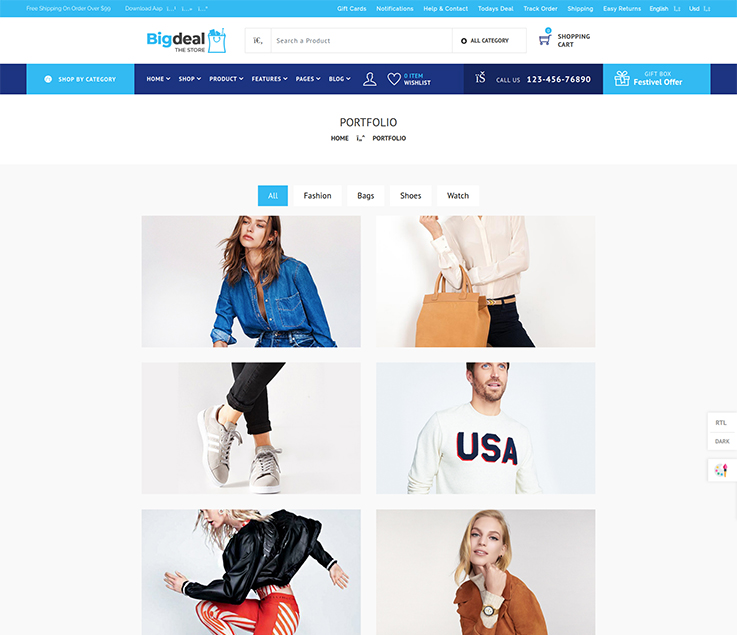 Free Shipping On Order Over $99 Download Aap
Gift Cards Notifications Help & Contact Todays Deal Track Order Shipping Easy Returns English Usd
Bigdeal
THE STORE
Search a Product
ALL CATEGORY
0
SHOPPING
CART
SHOP BY CATEGORY
HOME SHOP PRODUCT FEATURES PAGES BLOG
0 ITEM
WISHLIST
CALL US 123-456-76890
GIFT BOX
Festivel Offer
PORTFOLIO
HOME PORTFOLIO
All Fashion Bags Shoes Watch
USA
RTL
DARK